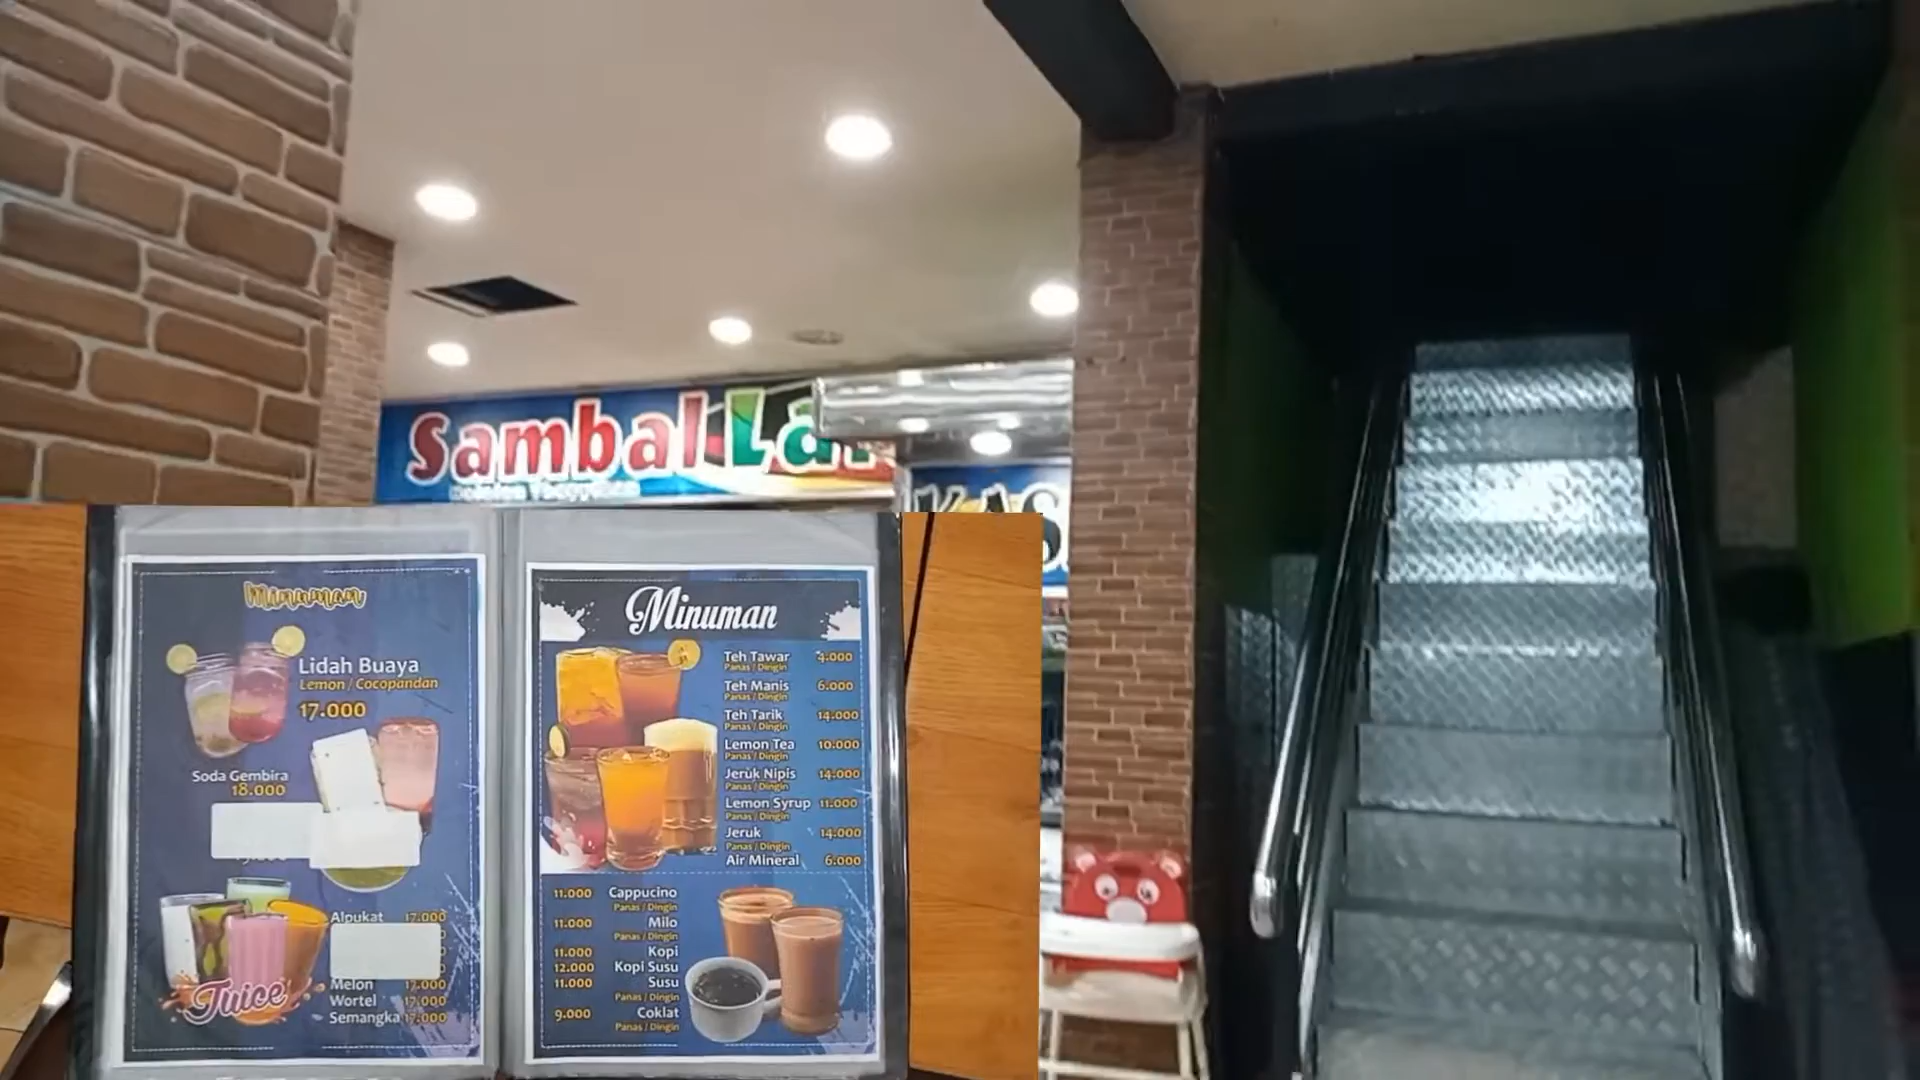 Sambal La
KAS
Minuman
Lidah Buaya
Lemon / Cocopandan
17.000
Soda Gembira
18.000
Alpukat 17.000
Melon 17.000
Wortel 17.000
Semangka 17.000
Juice
Minuman
Teh Tawar 4.000
Panas / Dingin
Teh Manis 6.000
Panas / Dingin
Teh Tarik 14.000
Panas / Dingin
Lemon Tea 10.000
Panas / Dingin
Jeruk Nipis 14.000
Panas / Dingin
Lemon Syrup 11.000
Panas / Dingin
Jeruk 14.000
Panas / Dingin
Air Mineral 6.000
11.000 Cappucino
Panas / Dingin
11.000 Milo
Panas / Dingin
11.000 Kopi
12.000 Kopi Susu
11.000 Susu
Panas / Dingin
9.000 Coklat
Panas / Dingin